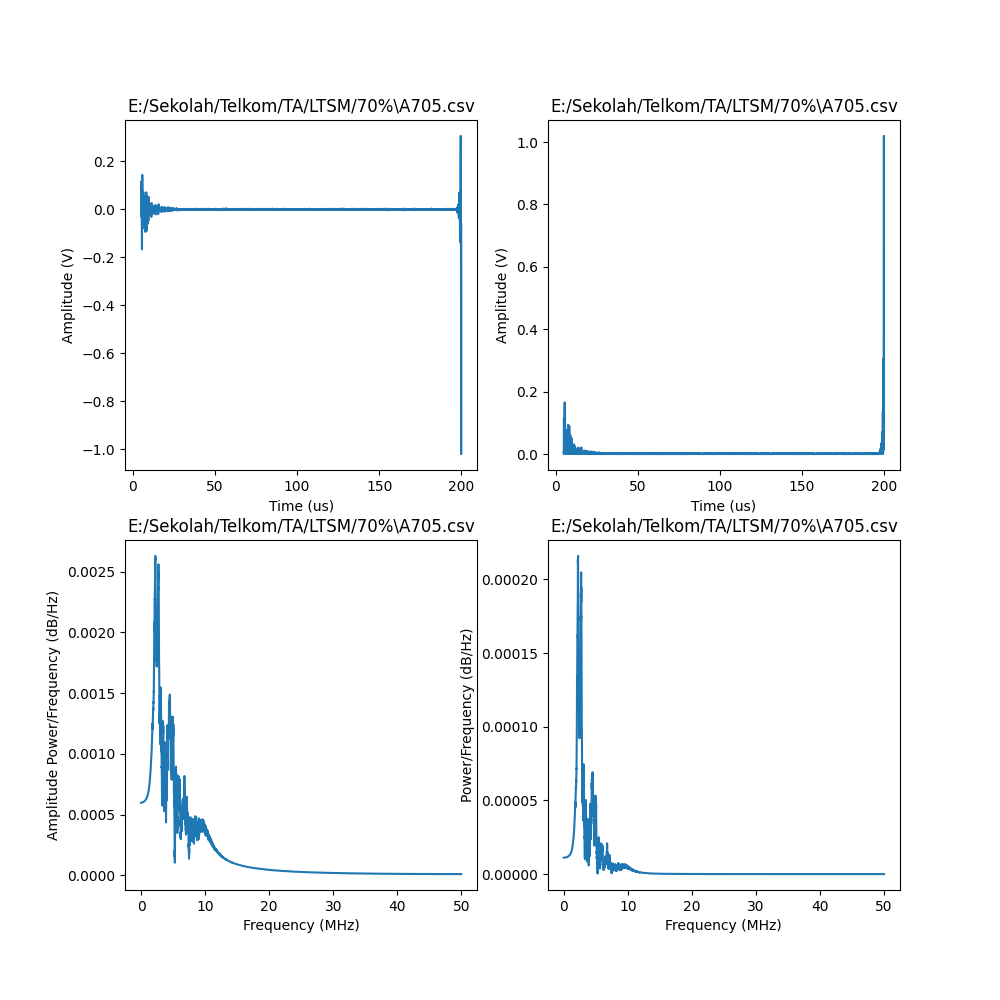 E:/Sekolah/Telkom/TA/LTSM/70%\A705.csv
Amplitude (V)
0.2
0.0
−0.2
−0.4
−0.6
−0.8
−1.0
0 50 100 150 200
Time (us)
E:/Sekolah/Telkom/TA/LTSM/70%\A705.csv
Amplitude (V)
1.0
0.8
0.6
0.4
0.2
0.0
0 50 100 150 200
Time (us)
E:/Sekolah/Telkom/TA/LTSM/70%\A705.csv
Amplitude Power/Frequency (dB/Hz)
0.0025
0.0020
0.0015
0.0010
0.0005
0.0000
0 10 20 30 40 50
Frequency (MHz)
E:/Sekolah/Telkom/TA/LTSM/70%\A705.csv
Power/Frequency (dB/Hz)
0.00020
0.00015
0.00010
0.00005
0.00000
0 10 20 30 40 50
Frequency (MHz)